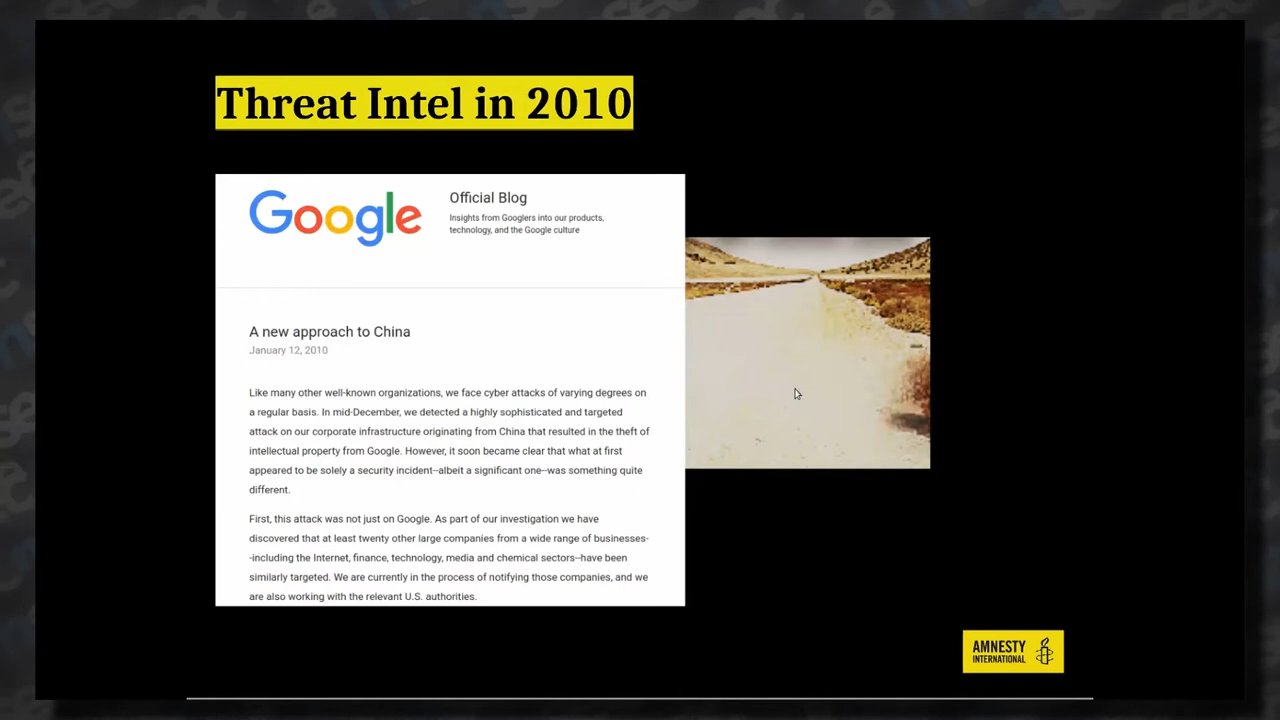 Threat Intel in 2010
Google
Official Blog
Insights from Googlers into our products,
technology, and the Google culture
A new approach to China
January 12, 2010
Like many other well-known organizations, we face cyber attacks of varying degrees on
a regular basis. In mid-December, we detected a highly sophisticated and targeted
attack on our corporate infrastructure originating from China that resulted in the theft of
intellectual property from Google. However, it soon became clear that what at first
appeared to be solely a security incident--albeit a significant one--was something quite
different.
First, this attack was not just on Google. As part of our investigation we have
discovered that at least twenty other large companies from a wide range of businesses-
-including the Internet, finance, technology, media and chemical sectors--have been
similarly targeted. We are currently in the process of notifying those companies, and we
are also working with the relevant U.S. authorities.
AMNESTY
INTERNATIONAL